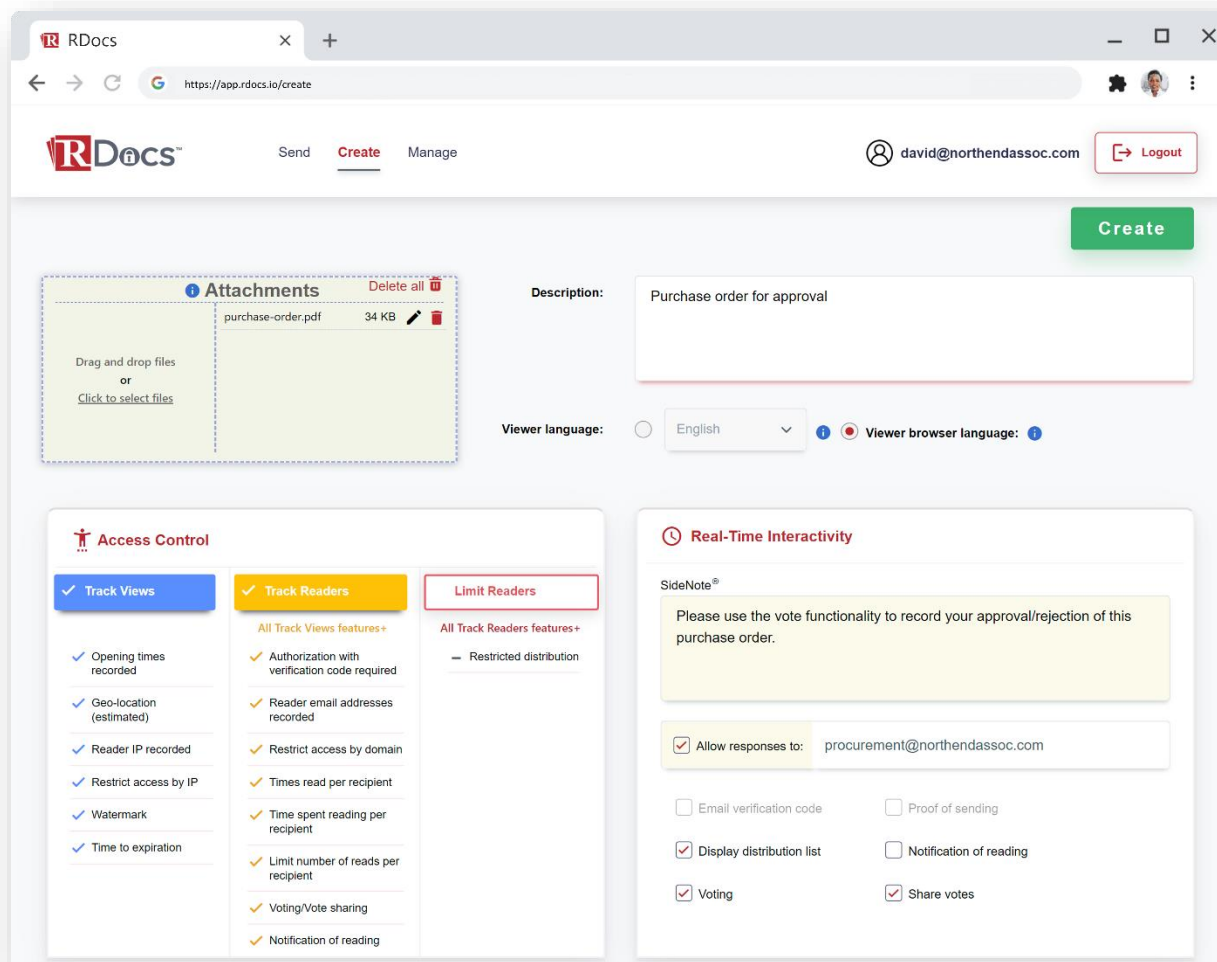 RDocs
https://app.rdocs.io/create
RDocs™
Send Create Manage
david@northendassoc.com
Logout
Create
Attachments
Delete all
purchase-order.pdf 34 KB
Drag and drop files
or
Click to select files
Description:
Purchase order for approval
Viewer language:
English
Viewer browser language:
Access Control
Track Views
Opening times
recorded
Geo-location
(estimated)
Reader IP recorded
Restrict access by IP
Watermark
Time to expiration
Track Readers
All Track Views features+
Authorization with
verification code required
Reader email addresses
recorded
Restrict access by domain
Times read per recipient
Time spent reading per
recipient
Limit number of reads per
recipient
Voting/Vote sharing
Notification of reading
Limit Readers
All Track Readers features+
Restricted distribution
Real-Time Interactivity
SideNote®
Please use the vote functionality to record your approval/rejection of this
purchase order.
Allow responses to: procurement@northendassoc.com
Email verification code Proof of sending
Display distribution list Notification of reading
Voting Share votes